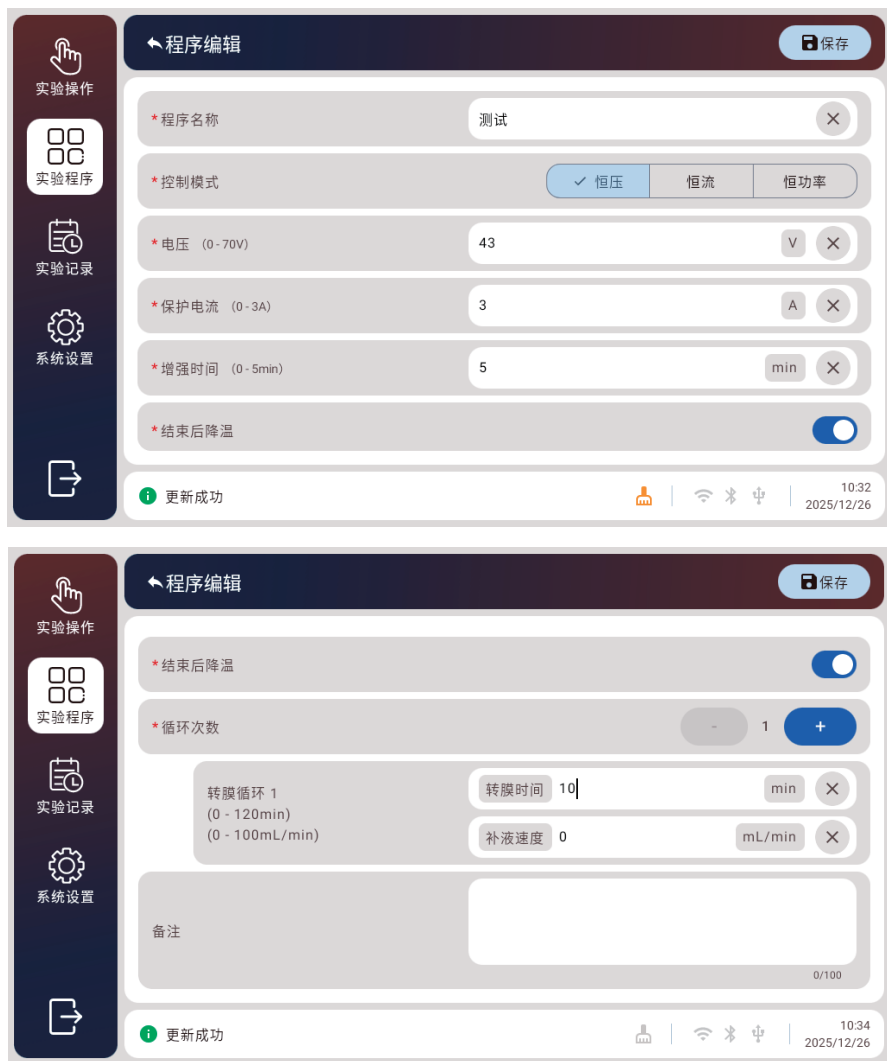 程序编辑
保存
实验操作
实验程序
实验记录
系统设置
*程序名称 测试
*控制模式 恒压 恒流 恒功率
*电压 (0-70V) 43 V
*保护电流 (0-3A) 3 A
*增强时间 (0-5min) 5 min
*结束后降温
更新成功
10:32
2025/12/26
程序编辑
保存
实验操作
实验程序
实验记录
系统设置
*结束后降温
*循环次数 - 1 +
转膜循环 1
(0 - 120min)
(0 - 100mL/min)
转膜时间 10 min
补液速度 0 mL/min
备注
0/100
更新成功
10:34
2025/12/26